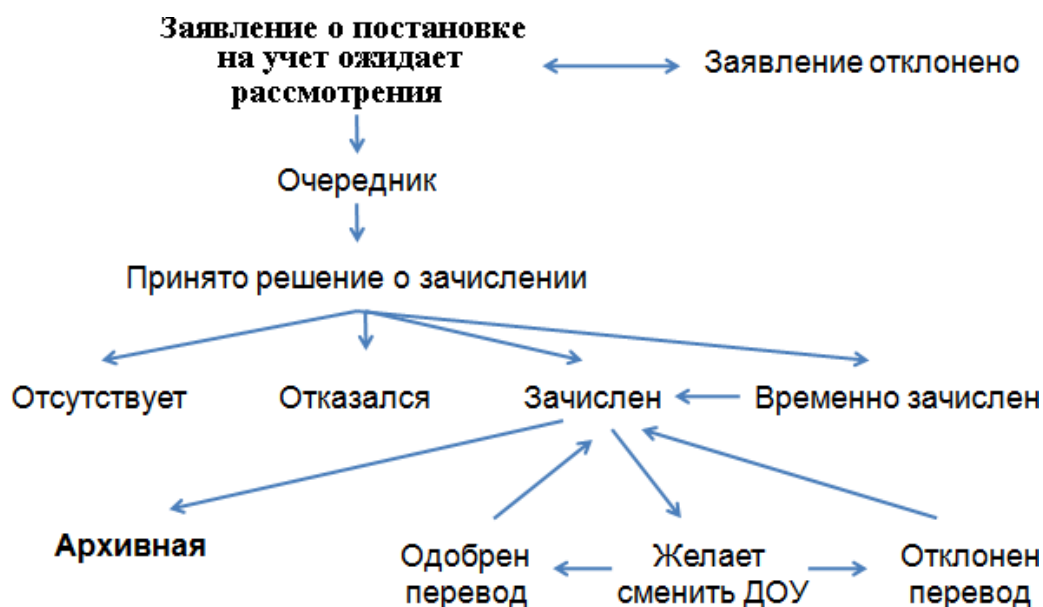 Заявление о постановке
на учет ожидает
рассмотрения
Заявление отклонено
Очередник
Принято решение о зачислении
Отсутствует
Отказался
Зачислен
Временно зачислен
Архивная
Одобрен
перевод
Желает
сменить ДОУ
Отклонен
перевод